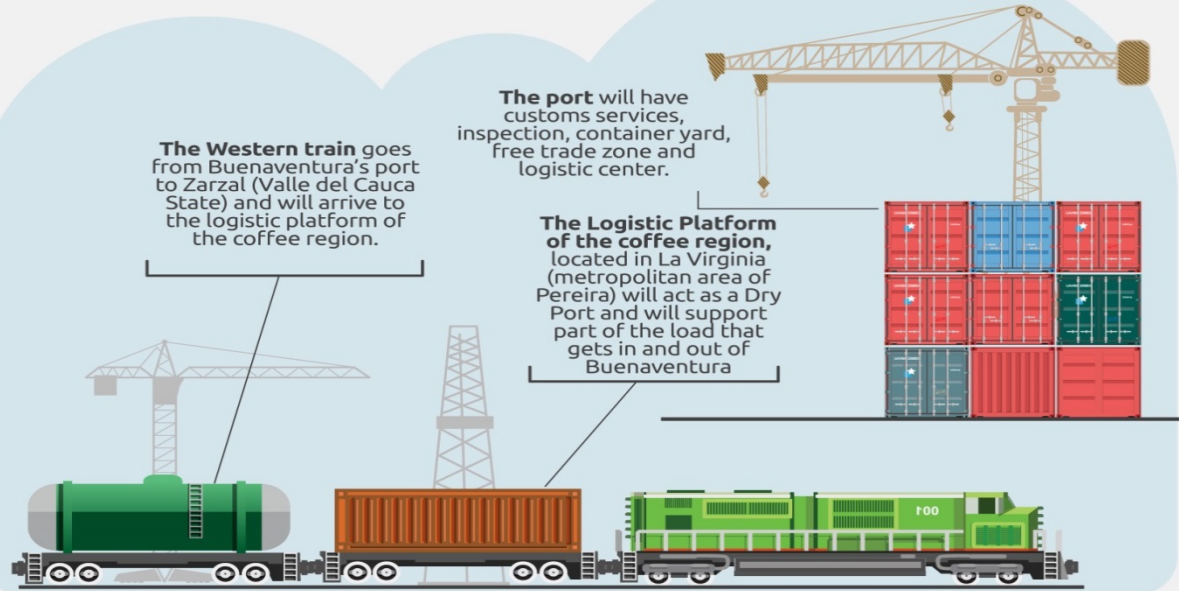 The Western train goes
from Buenaventura's port
to Zarzal (Valle del Cauca
State) and will arrive to
the logistic platform of
the coffee region.
The port will have
customs services,
inspection, container yard,
free trade zone and
logistic center.
The Logistic Platform
of the coffee region,
located in La Virginia
(metropolitan area of
Pereira) will act as a Dry
Port and will support
part of the load that
gets in and out of
Buenaventura